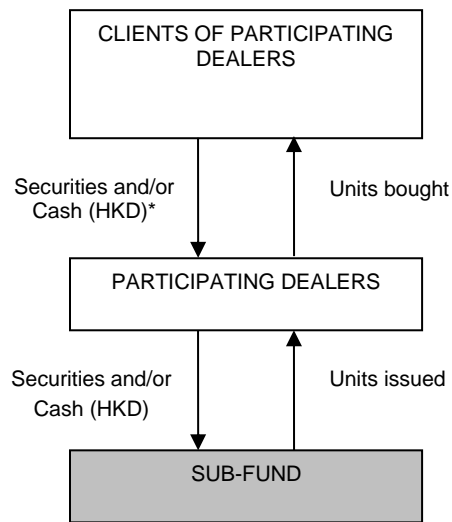 CLIENTS OF PARTICIPATING
DEALERS
Securities and/or
Cash (HKD)*
Units bought
PARTICIPATING DEALERS
Securities and/or
Cash (HKD)
Units issued
SUB-FUND